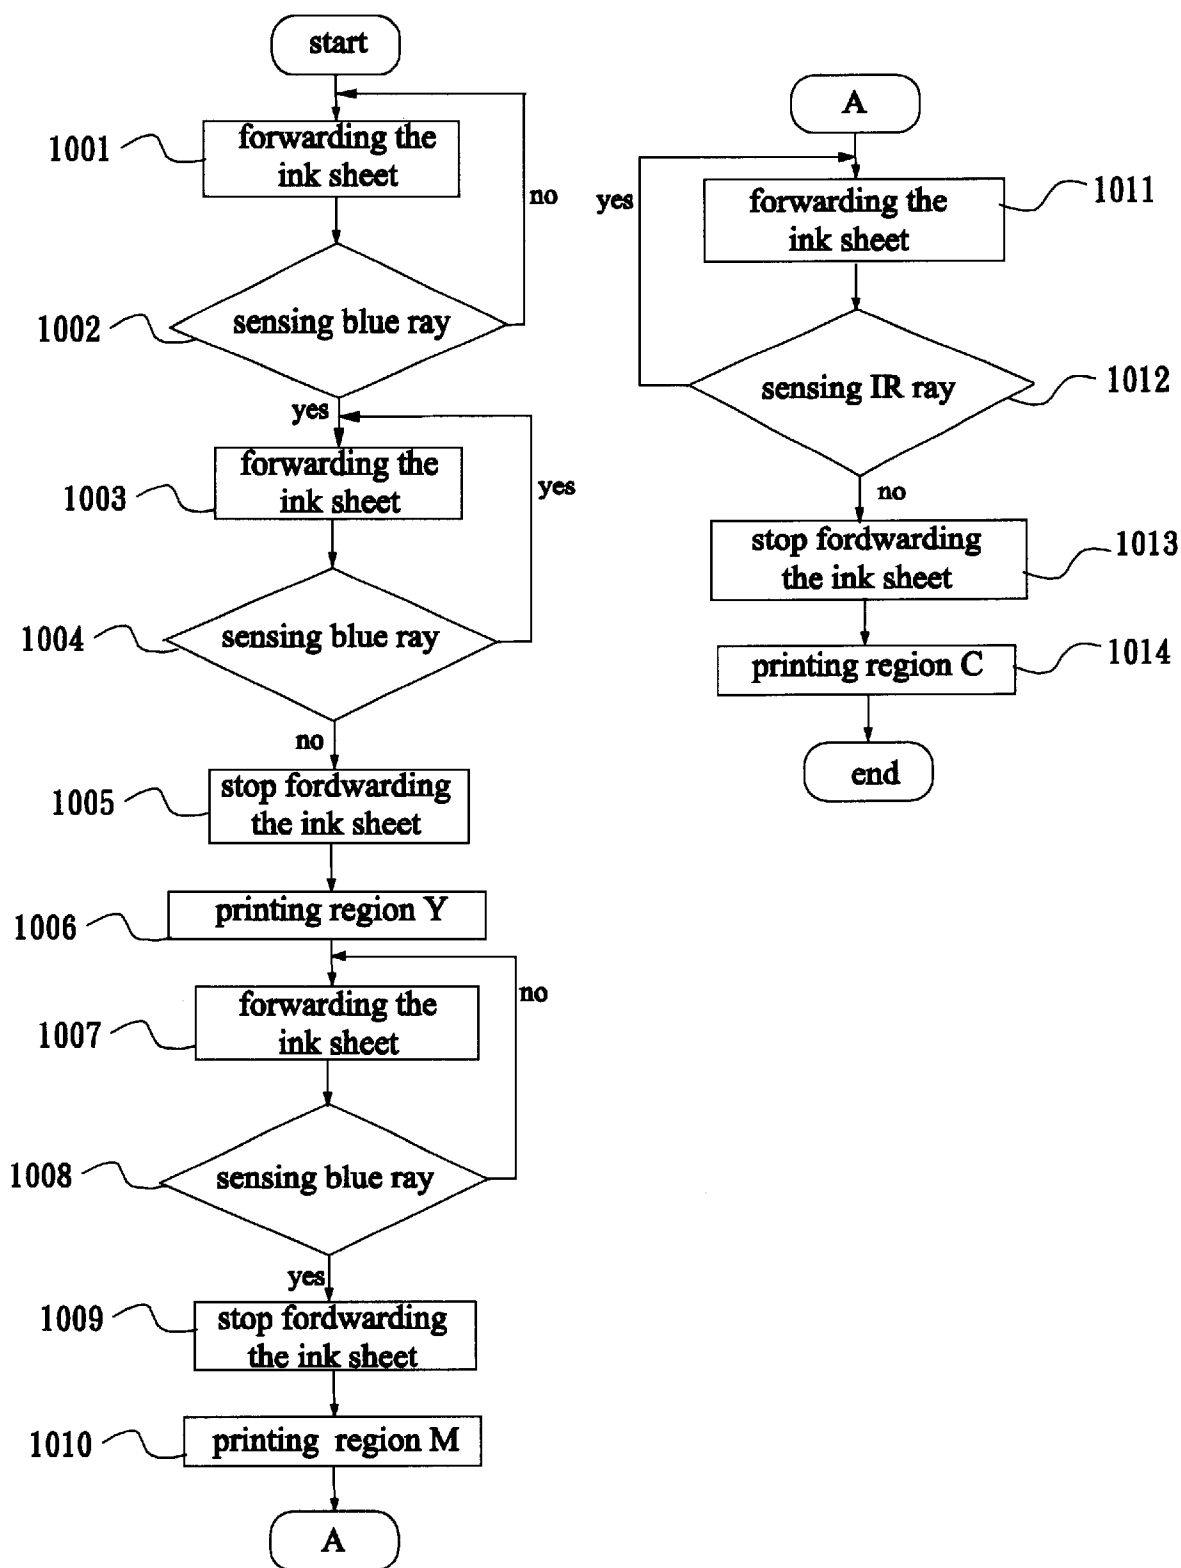 start
1001
forwarding the
ink sheet
no
1002
sensing blue ray
yes
1003
forwarding the
ink sheet
yes
1004
sensing blue ray
no
1005
stop fordwarding
the ink sheet
1006
printing region Y
1007
forwarding the
ink sheet
no
1008
sensing blue ray
yes
1009
stop fordwarding
the ink sheet
1010
printing region M
A
A
yes
forwarding the
ink sheet
1011
sensing IR ray
1012
no
stop fordwarding
the ink sheet
1013
printing region C
1014
end